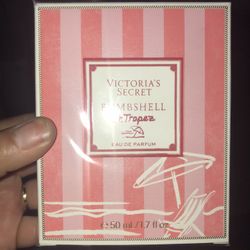 VICTORIA'S
SECRET
BOMBSHELL
St. Tropez
EAU DE PARFUM
e 50 ml / 1.7 fl oz